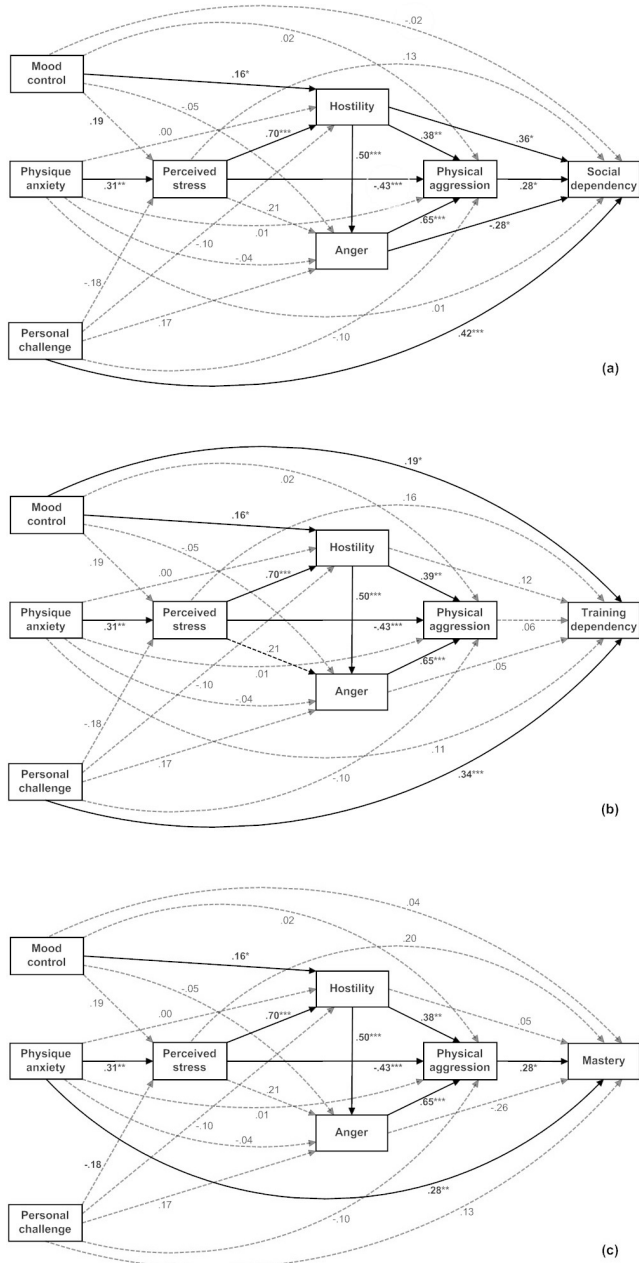 -.02
.02
.13
Mood
control
.16*
Hostility
.19
-.05
.00
.70***
.38**
.36*
.50***
Physique
anxiety
.31**
Perceived
stress
-.43***
Physical
aggression
.28*
Social
dependency
.21
.01
.65***
-.28*
-.10
-.04
Anger
-.18
.17
.01
Personal
challenge
-.10
.42***
(a)
.19*
.02
.16
Mood
control
.16*
Hostility
.19
-.05
.00
.70***
.39**
.12
.50***
Physique
anxiety
.31**
Perceived
stress
-.43***
Physical
aggression
.06
Training
dependency
.21
.01
.65***
.05
-.10
-.04
Anger
-.18
.17
.11
Personal
challenge
-.10
.34***
(b)
.04
.02
.20
Mood
control
.16*
Hostility
.19
-.05
.00
.70***
.38**
.05
.50***
Physique
anxiety
.31**
Perceived
stress
-.43***
Physical
aggression
.28*
Mastery
.21
.01
.65***
-.26
-.10
-.04
Anger
-.18
.17
.28**
Personal
challenge
-.10
.13
(c)